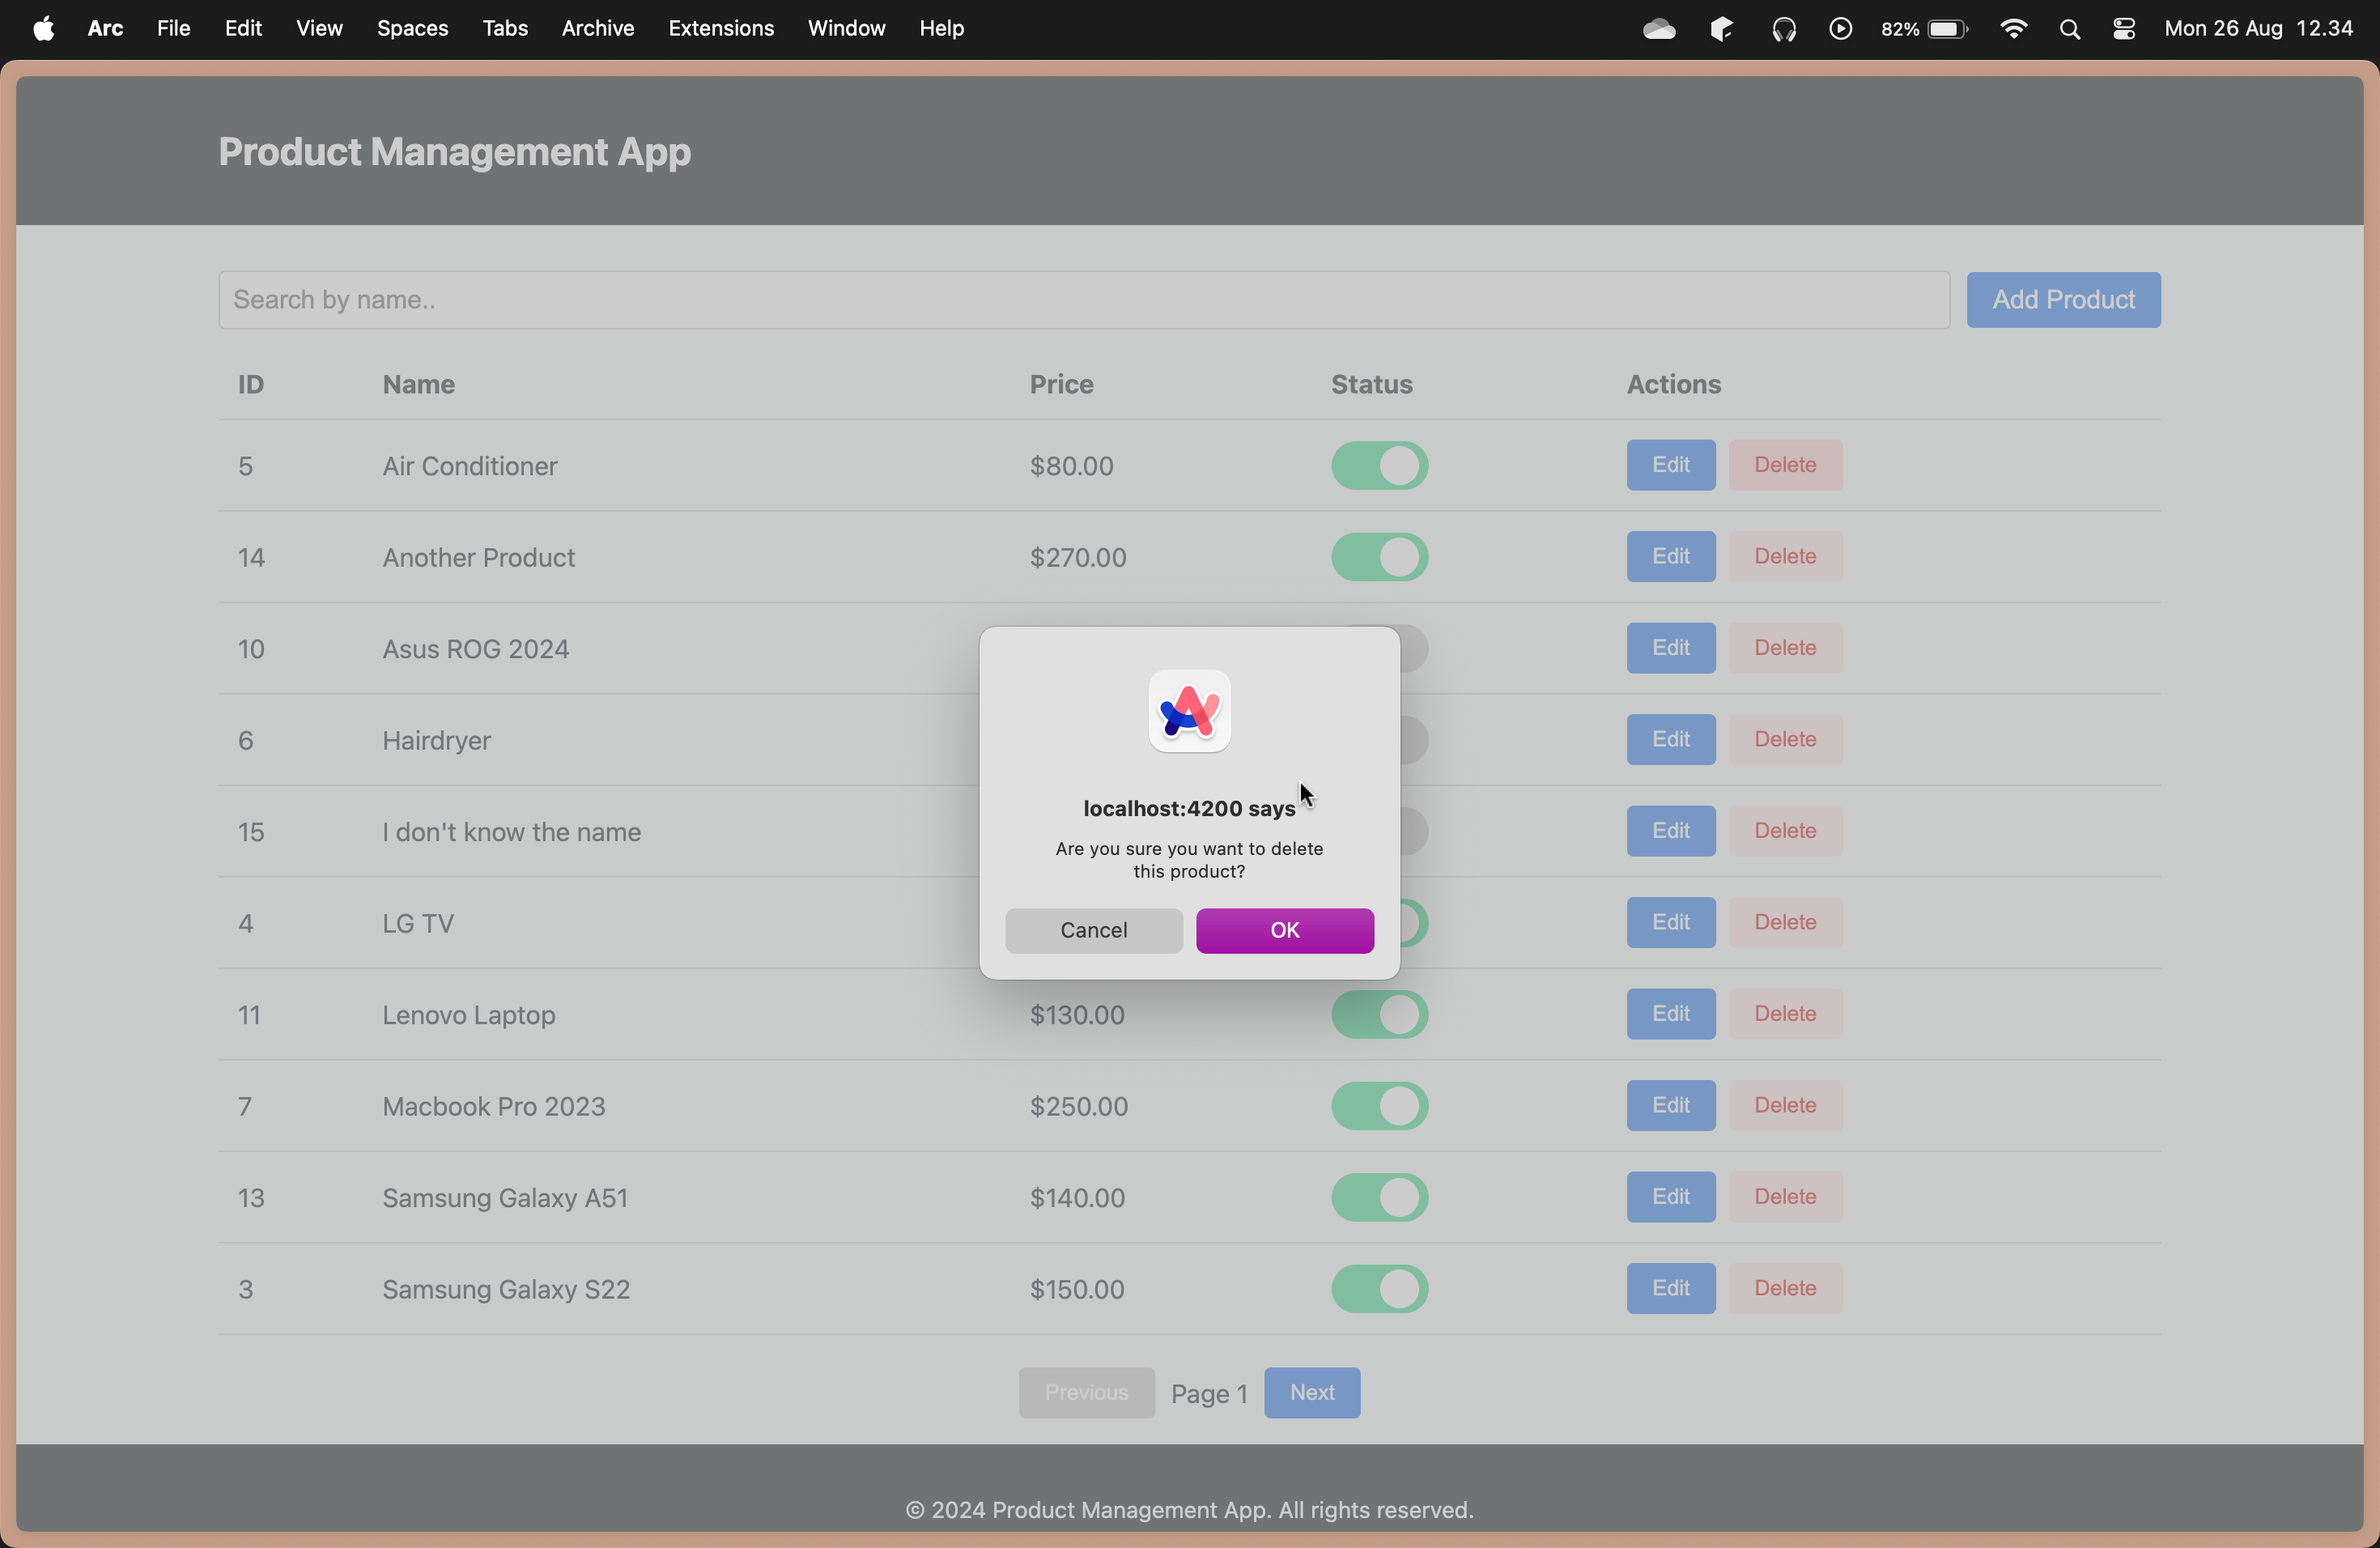 Arc File Edit View Spaces Tabs Archive Extensions Window Help 82% Mon 26 Aug 12.34
Product Management App
Search by name.. Add Product
ID Name Price Status Actions
5 Air Conditioner $80.00 Edit Delete
14 Another Product $270.00 Edit Delete
10 Asus ROG 2024 Edit Delete
6 Hairdryer Edit Delete
15 I don't know the name Edit Delete
4 LG TV Edit Delete
11 Lenovo Laptop $130.00 Edit Delete
7 Macbook Pro 2023 $250.00 Edit Delete
13 Samsung Galaxy A51 $140.00 Edit Delete
3 Samsung Galaxy S22 $150.00 Edit Delete
localhost:4200 says
Are you sure you want to delete
this product?
Cancel OK
Previous Page 1 Next
© 2024 Product Management App. All rights reserved.